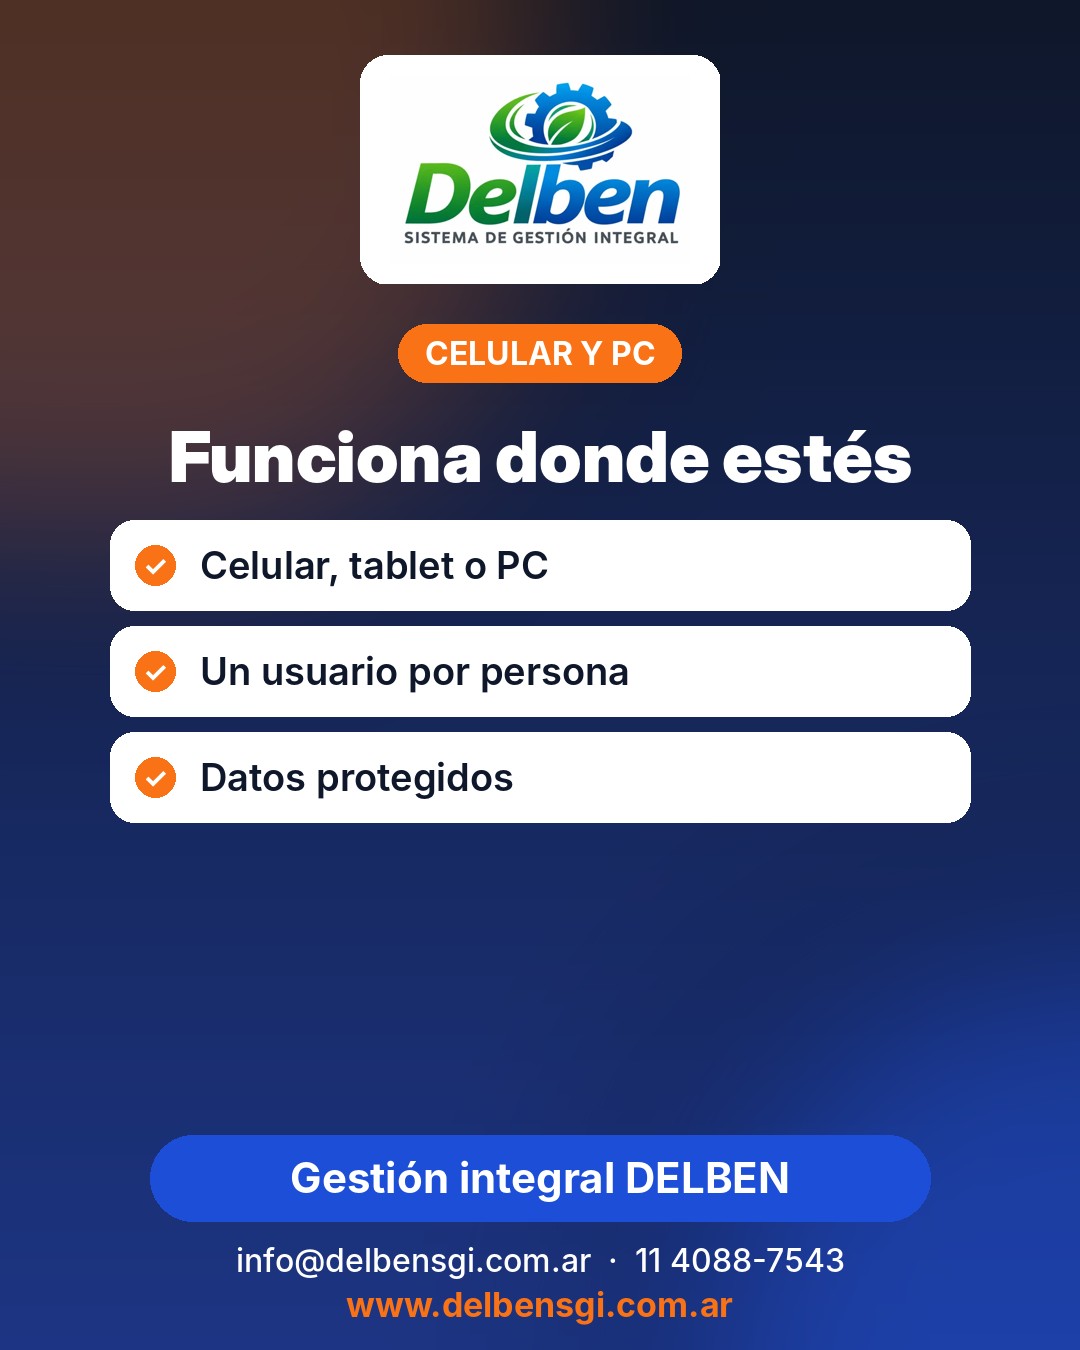 Delben
SISTEMA DE GESTIÓN INTEGRAL
CELULAR Y PC
Funciona donde estés
Celular, tablet o PC
Un usuario por persona
Datos protegidos
Gestión integral DELBEN
info@delbensgi.com.ar · 11 4088-7543
www.delbensgi.com.ar